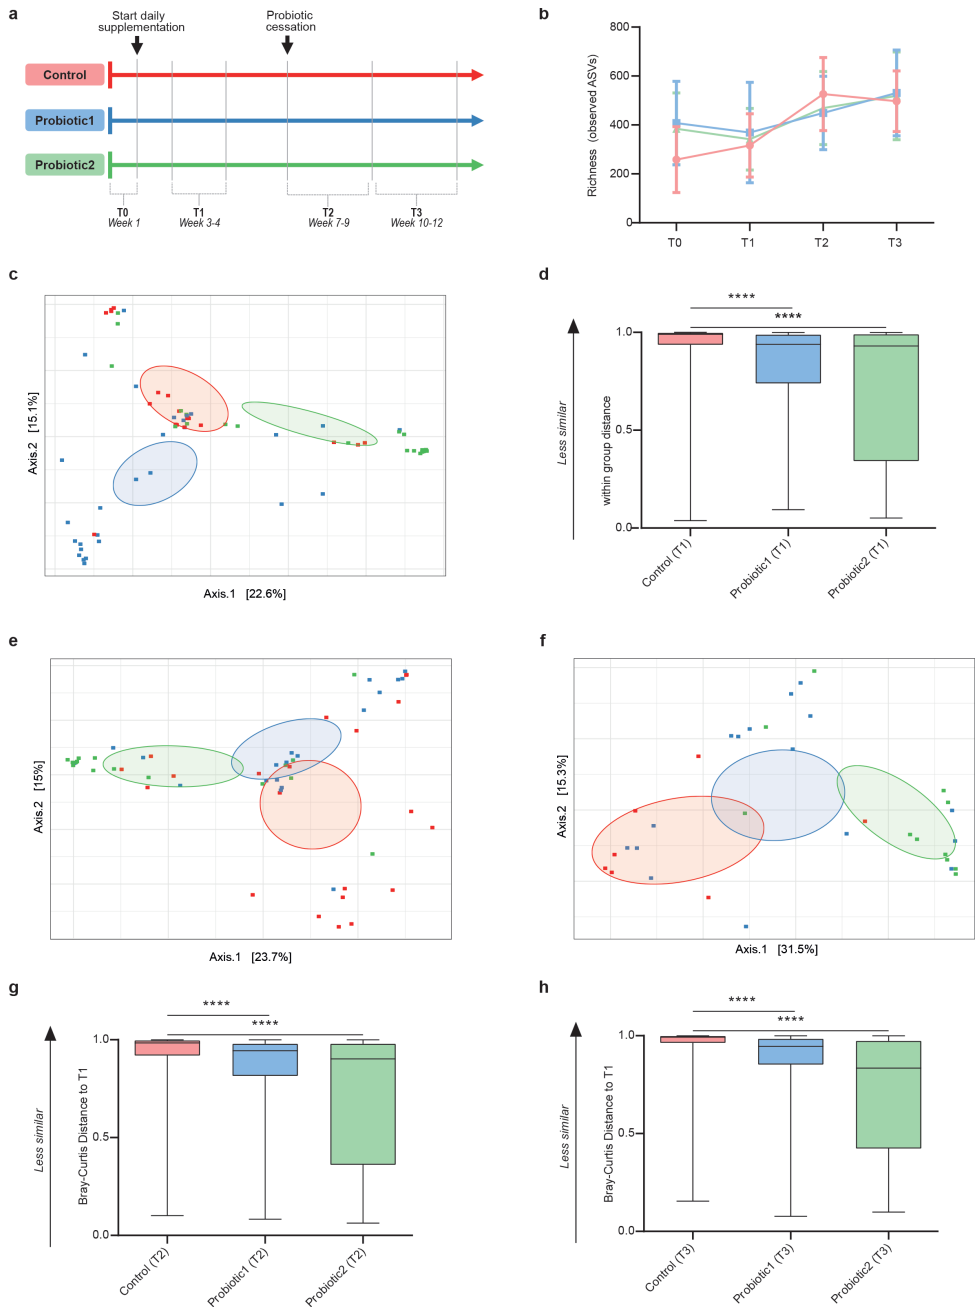 a
Start daily
supplementation
Probiotic
cessation
Control
Probiotic1
Probiotic2
T0
Week 1
T1
Week 3-4
T2
Week 7-9
T3
Week 10-12
b
Richness (observed ASVs)
800
600
400
200
0
T0
T1
T2
T3
c
Axis.2 [15.1%]
Axis.1 [22.6%]
d
Less similar
within group distance
****
****
1.0
0.5
0.0
Control (T1)
Probiotic1 (T1)
Probiotic2 (T1)
e
Axis.2 [15%]
Axis.1 [23.7%]
f
Axis.2 [15.3%]
Axis.1 [31.5%]
g
Less similar
Bray-Curtis Distance to T1
****
****
1.0
0.5
0.0
Control (T2)
Probiotic1 (T2)
Probiotic2 (T2)
h
Less similar
Bray-Curtis Distance to T1
****
****
1.0
0.5
0.0
Control (T3)
Probiotic1 (T3)
Probiotic2 (T3)